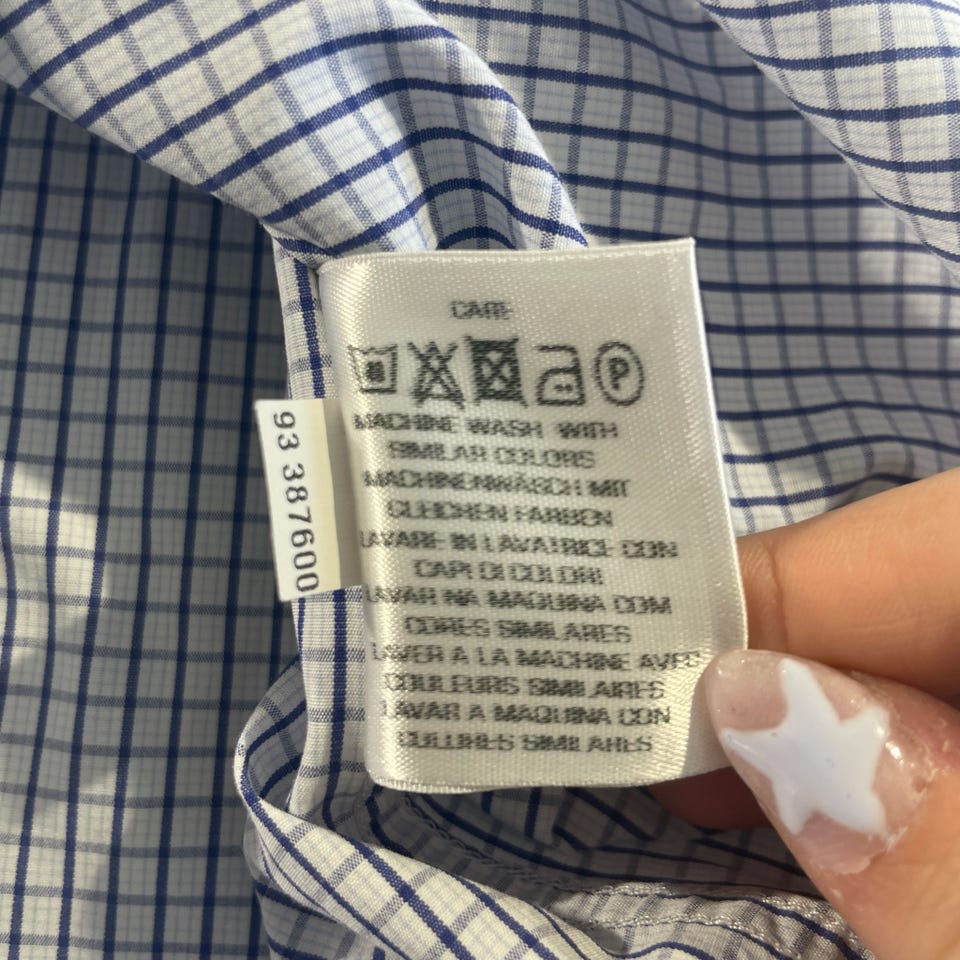 CARE
P
MACHINE WASH WITH
SIMILAR COLORS
MACHINENWÄSCH MIT
GLEICHEN FARBEN
LAVARE IN LAVATRICE CON
CAPI DI COLORI
LAVAR NA MAQUINA COM
CORES SIMILARES
LAVER A LA MACHINE AVEC
COULEURS SIMILAIRES
LAVAR A MAQUINA CON
COLORES SIMILARES
93 387600